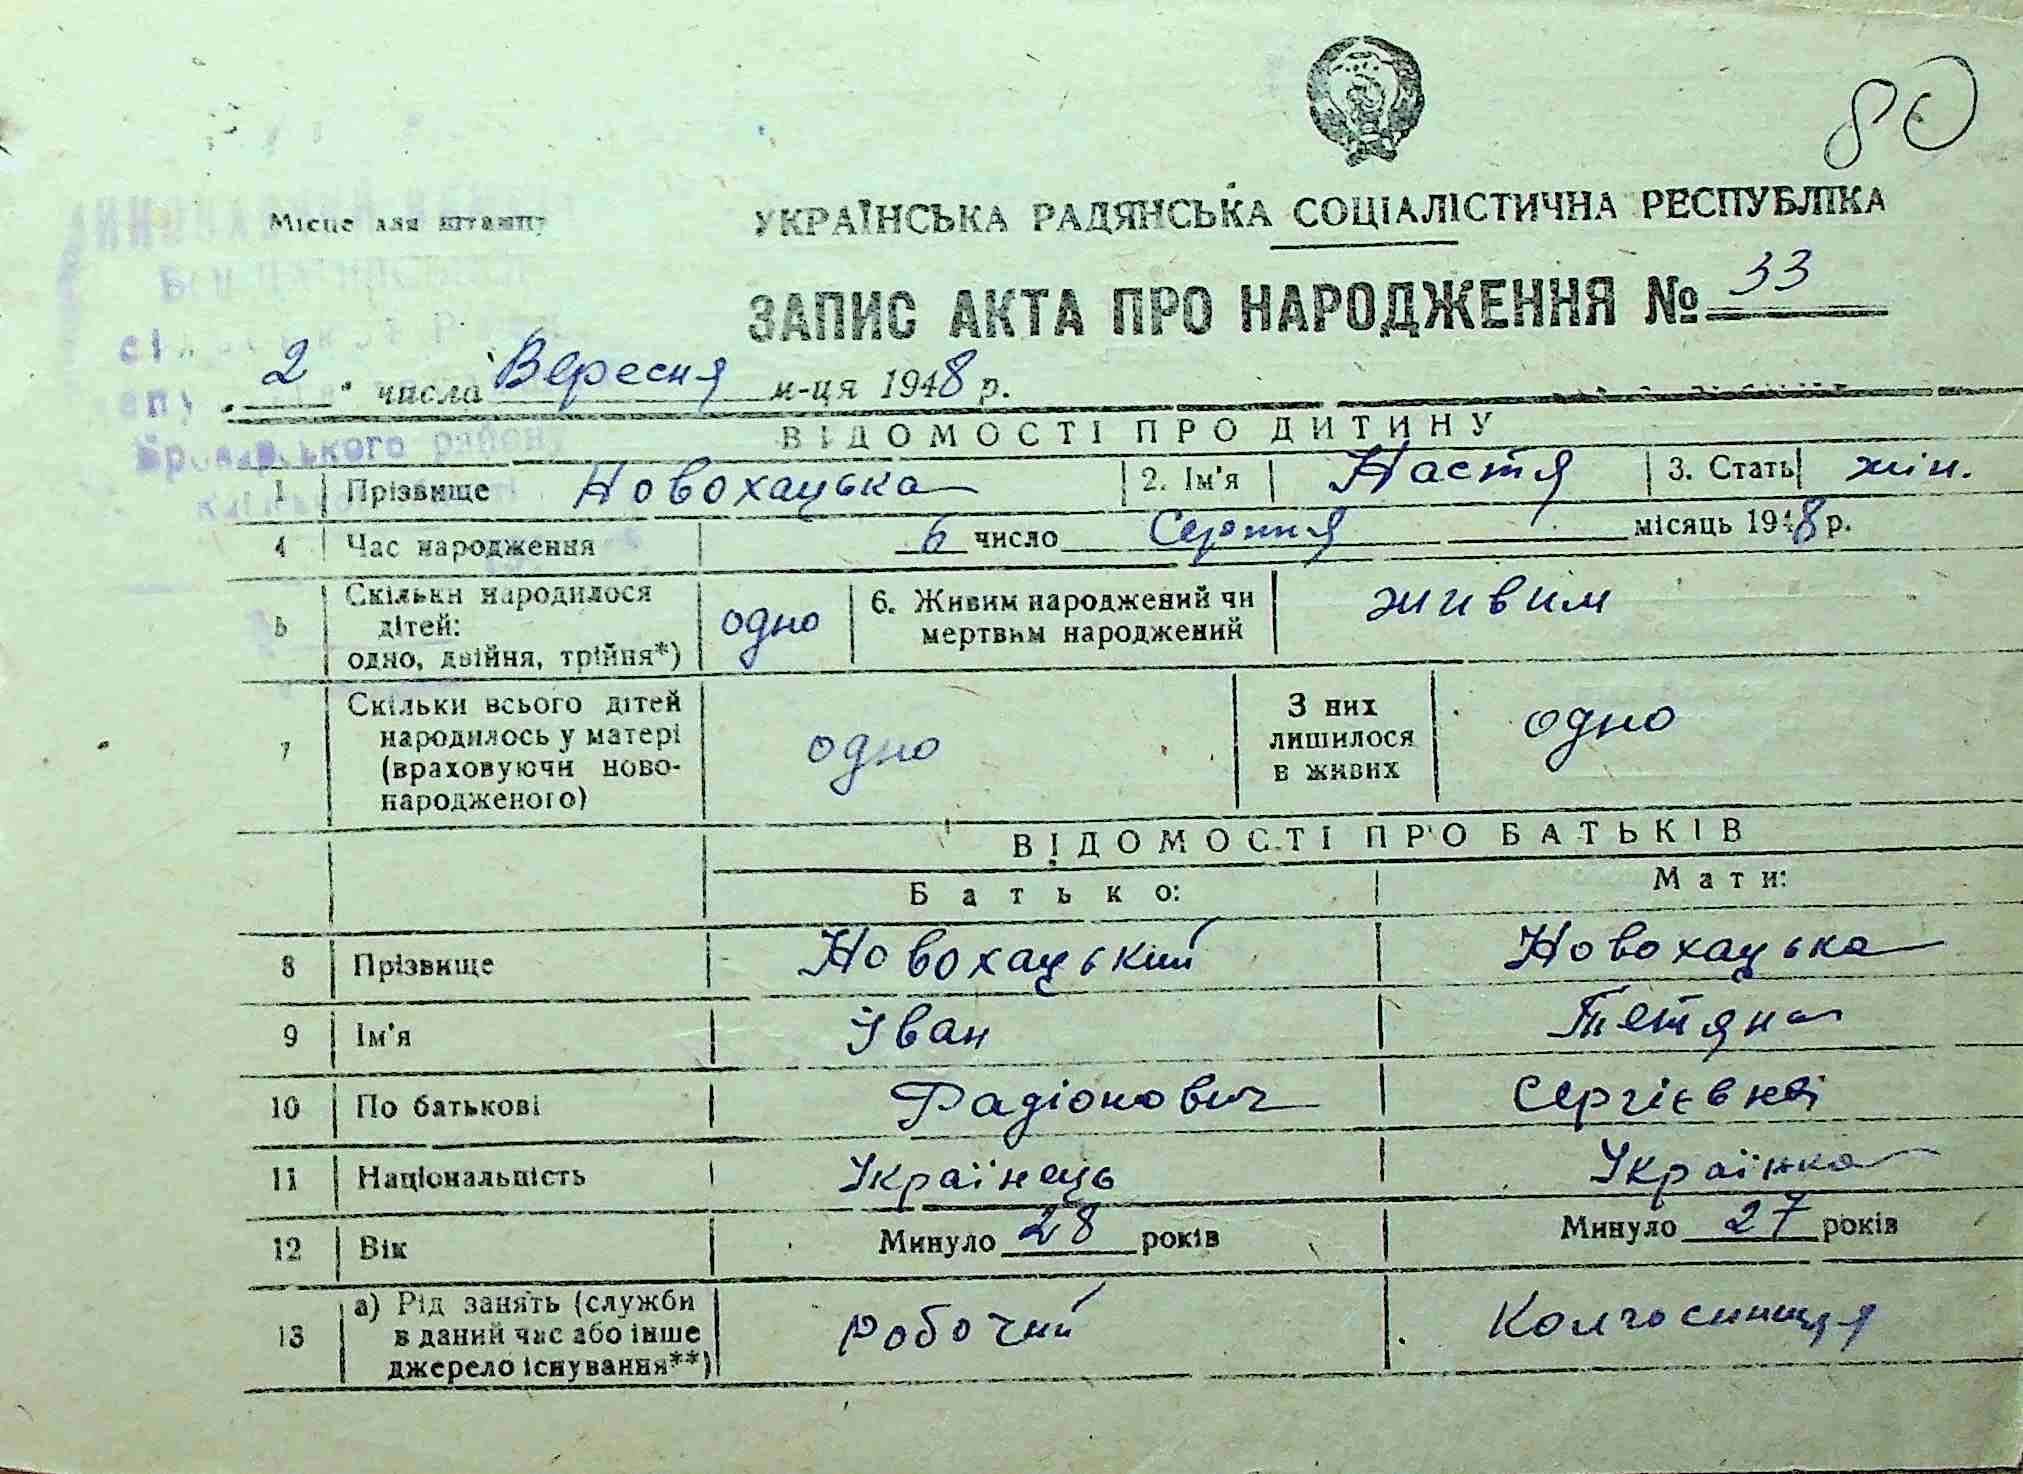 80
Місце для штампу
УКРАЇНСЬКА РАДЯНСЬКА СОЦІАЛІСТИЧНА РЕСПУБЛІКА
ЗАПИС АКТА ПРО НАРОДЖЕННЯ № 33
2 " числа Вересня м-ця 1948 р.
Броварського району
ВІДОМОСТІ ПРО ДИТИНУ
1 Прізвище Новохацька 2. Ім'я Настя 3. Стать жін.
4 Час народження 6 число Серпня місяць 1948 р.
5 Скільки народилося дітей: одно, двійня, трійня*) одно 6. Живим народжений чи мертвим народжений живим
7 Скільки всього дітей народилось у матері (враховуючи ново-народженого) одно З них лишилося в живих одно
ВІДОМОСТІ ПРО БАТЬКІВ
Батько: Мати:
8 Прізвище Новохацький Новохацька
9 Ім'я Іван Тетяна
10 По батькові Радіонович Сергієвна
11 Національність Українець Українка
12 Вік Минуло 28 років Минуло 27 років
13 а) Рід занять (служби в даний час або інше джерело існування**) робочий Колгоспниця